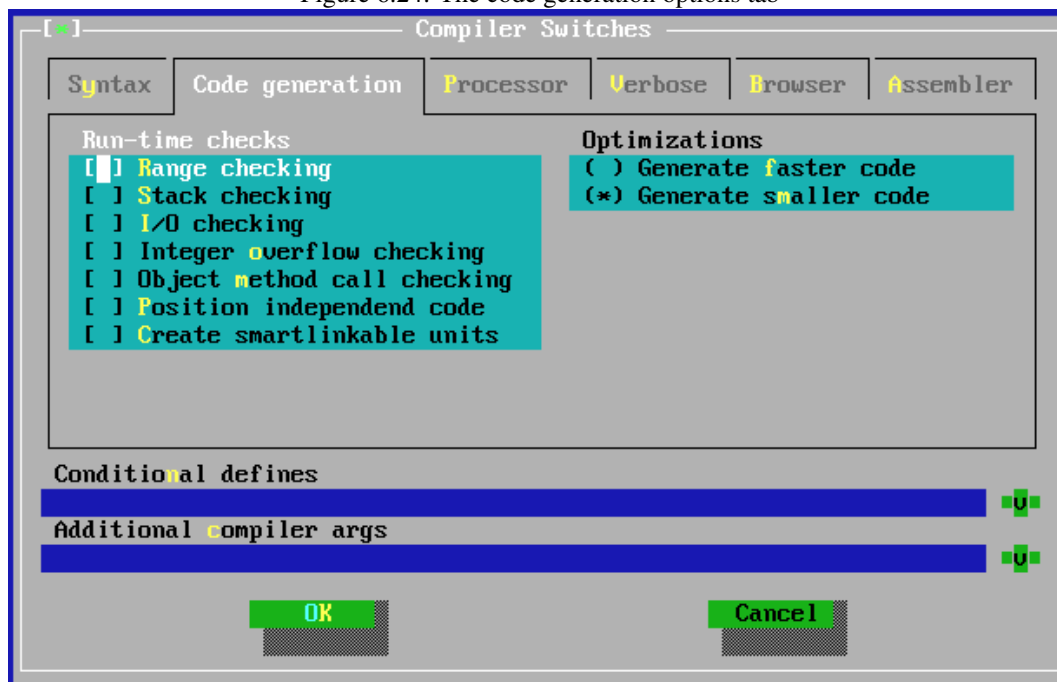 Figure 6.24: The code generation options tab
[*] Compiler Switches
Syntax Code generation Processor Verbose Browser Assembler
Run-time checks
[ ] Range checking
[ ] Stack checking
[ ] I/O checking
[ ] Integer overflow checking
[ ] Object method call checking
[ ] Position independend code
[ ] Create smartlinkable units
Optimizations
( ) Generate faster code
(*) Generate smaller code
Conditional defines
v
Additional compiler args
v
OK Cancel